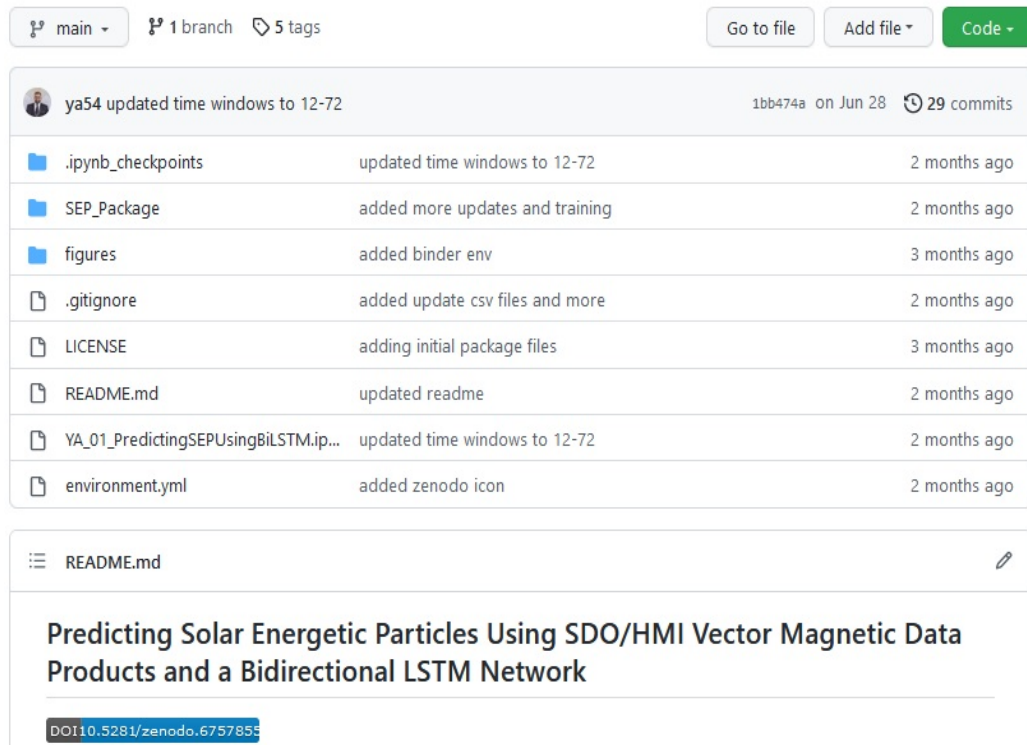 main 1 branch 5 tags Go to file Add file Code
ya54 updated time windows to 12-72 1bb474a on Jun 28 29 commits
.ipynb_checkpoints updated time windows to 12-72 2 months ago
SEP_Package added more updates and training 2 months ago
figures added binder env 3 months ago
.gitignore added update csv files and more 2 months ago
LICENSE adding initial package files 3 months ago
README.md updated readme 2 months ago
YA_01_PredictingSEPUsingBiLSTM.ip... updated time windows to 12-72 2 months ago
environment.yml added zenodo icon 2 months ago
README.md
Predicting Solar Energetic Particles Using SDO/HMI Vector Magnetic Data
Products and a Bidirectional LSTM Network
DOI10.5281/zenodo.6757855